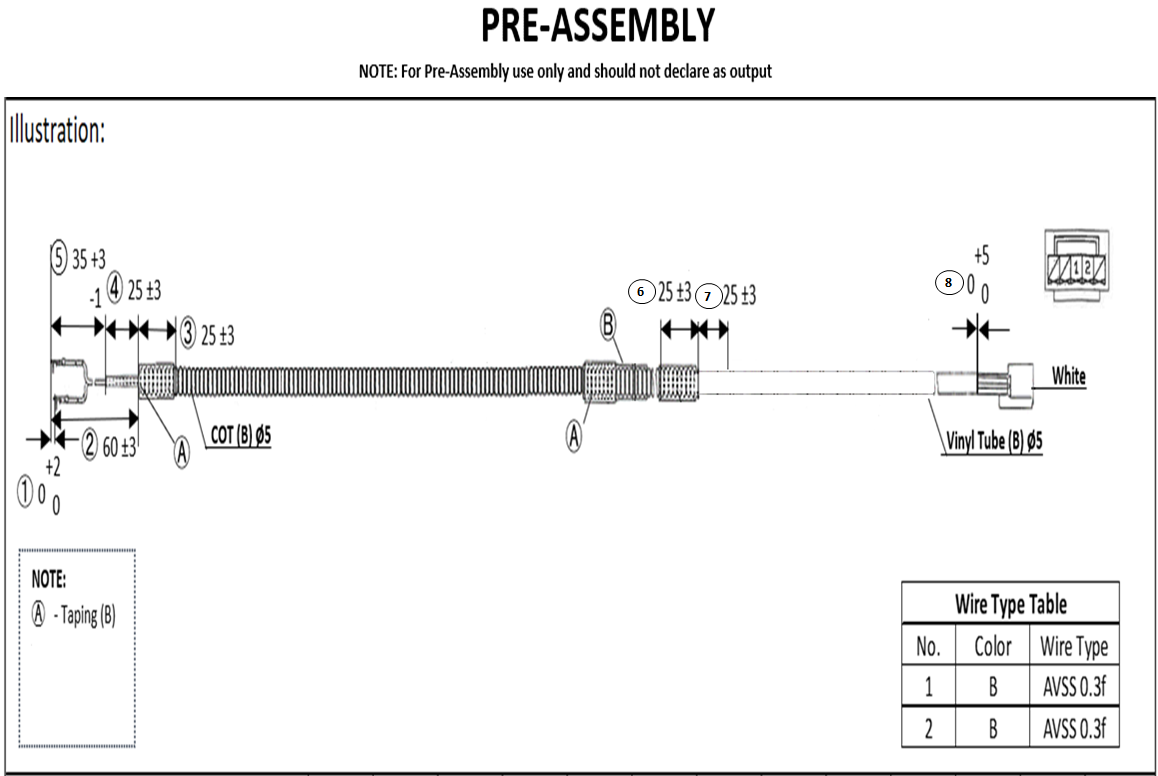 PRE-ASSEMBLY
NOTE: For Pre-Assembly use only and should not declare as output
Illustration:
⑤ 35 +3
-1
④ 25 ±3
③ 25 ±3
⑥ 25 ±3
⑦ 25 ±3
+5
⑧ 0
0
1 2
B
White
A
COT (B) Ø5
A
Vinyl Tube (B) Ø5
② 60 ±3
+2
① 0
0
NOTE:
Ⓐ - Taping (B)
Wire Type Table
No. Color Wire Type
1 B AVSS 0.3f
2 B AVSS 0.3f